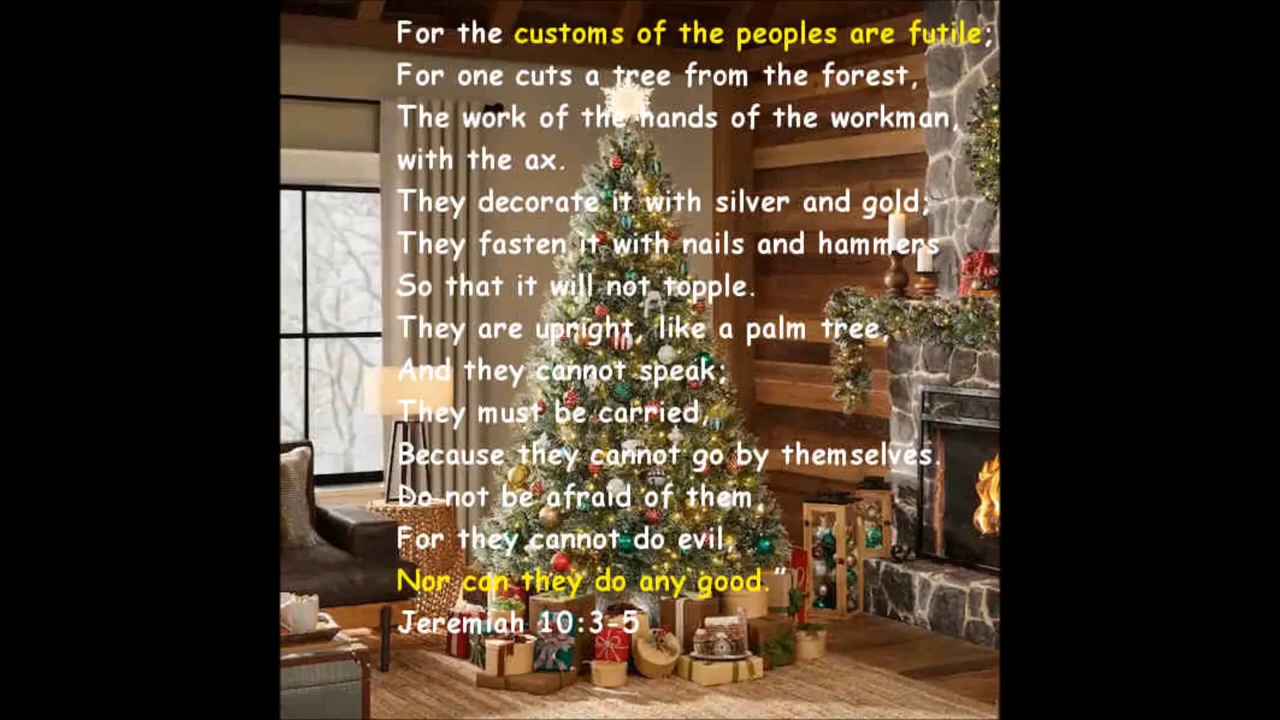 For the customs of the peoples are futile;
For one cuts a tree from the forest,
The work of the hands of the workman,
with the ax.
They decorate it with silver and gold;
They fasten it with nails and hammers
So that it will not topple.
They are upright, like a palm tree,
And they cannot speak;
They must be carried,
Because they cannot go by themselves.
Do not be afraid of them,
For they cannot do evil,
Nor can they do any good.”
Jeremiah 10:3-5